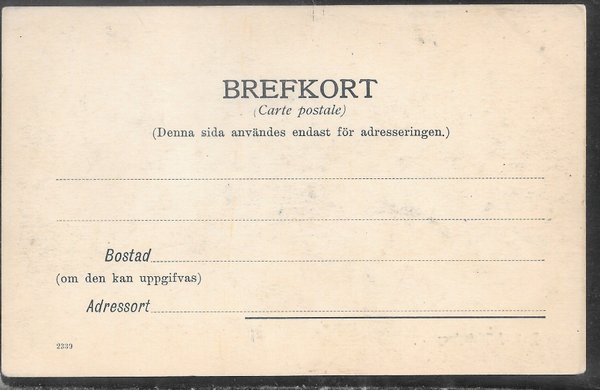 BREFKORT
(Carte postale)
(Denna sida användes endast för adresseringen.)
Bostad
(om den kan uppgifvas)
Adressort
2339